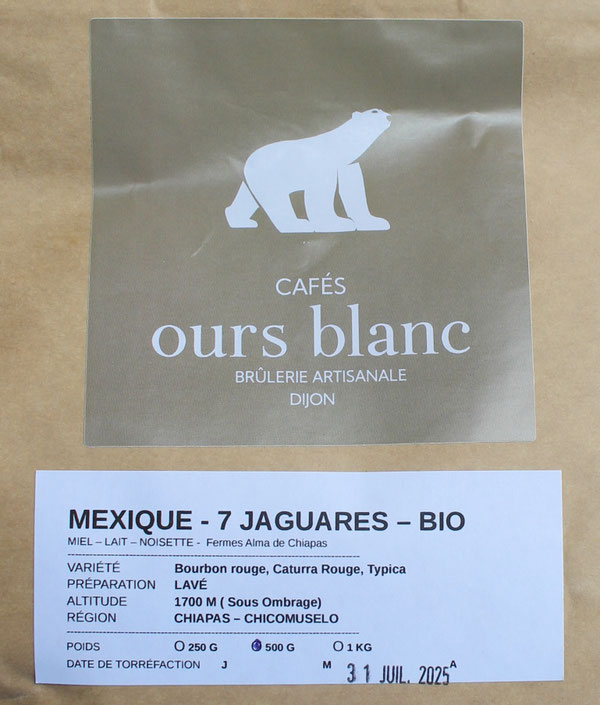 CAFÉS
ours blanc
BRÛLERIE ARTISANALE
DIJON
MEXIQUE - 7 JAGUARES – BIO
MIEL – LAIT – NOISETTE - Fermes Alma de Chiapas
VARIÉTÉ Bourbon rouge, Caturra Rouge, Typica
PRÉPARATION LAVÉ
ALTITUDE 1700 M ( Sous Ombrage)
RÉGION CHIAPAS – CHICOMUSELO
POIDS O 250 G O 500 G O 1 KG
DATE DE TORRÉFACTION J M 31 JUIL. 2025 A